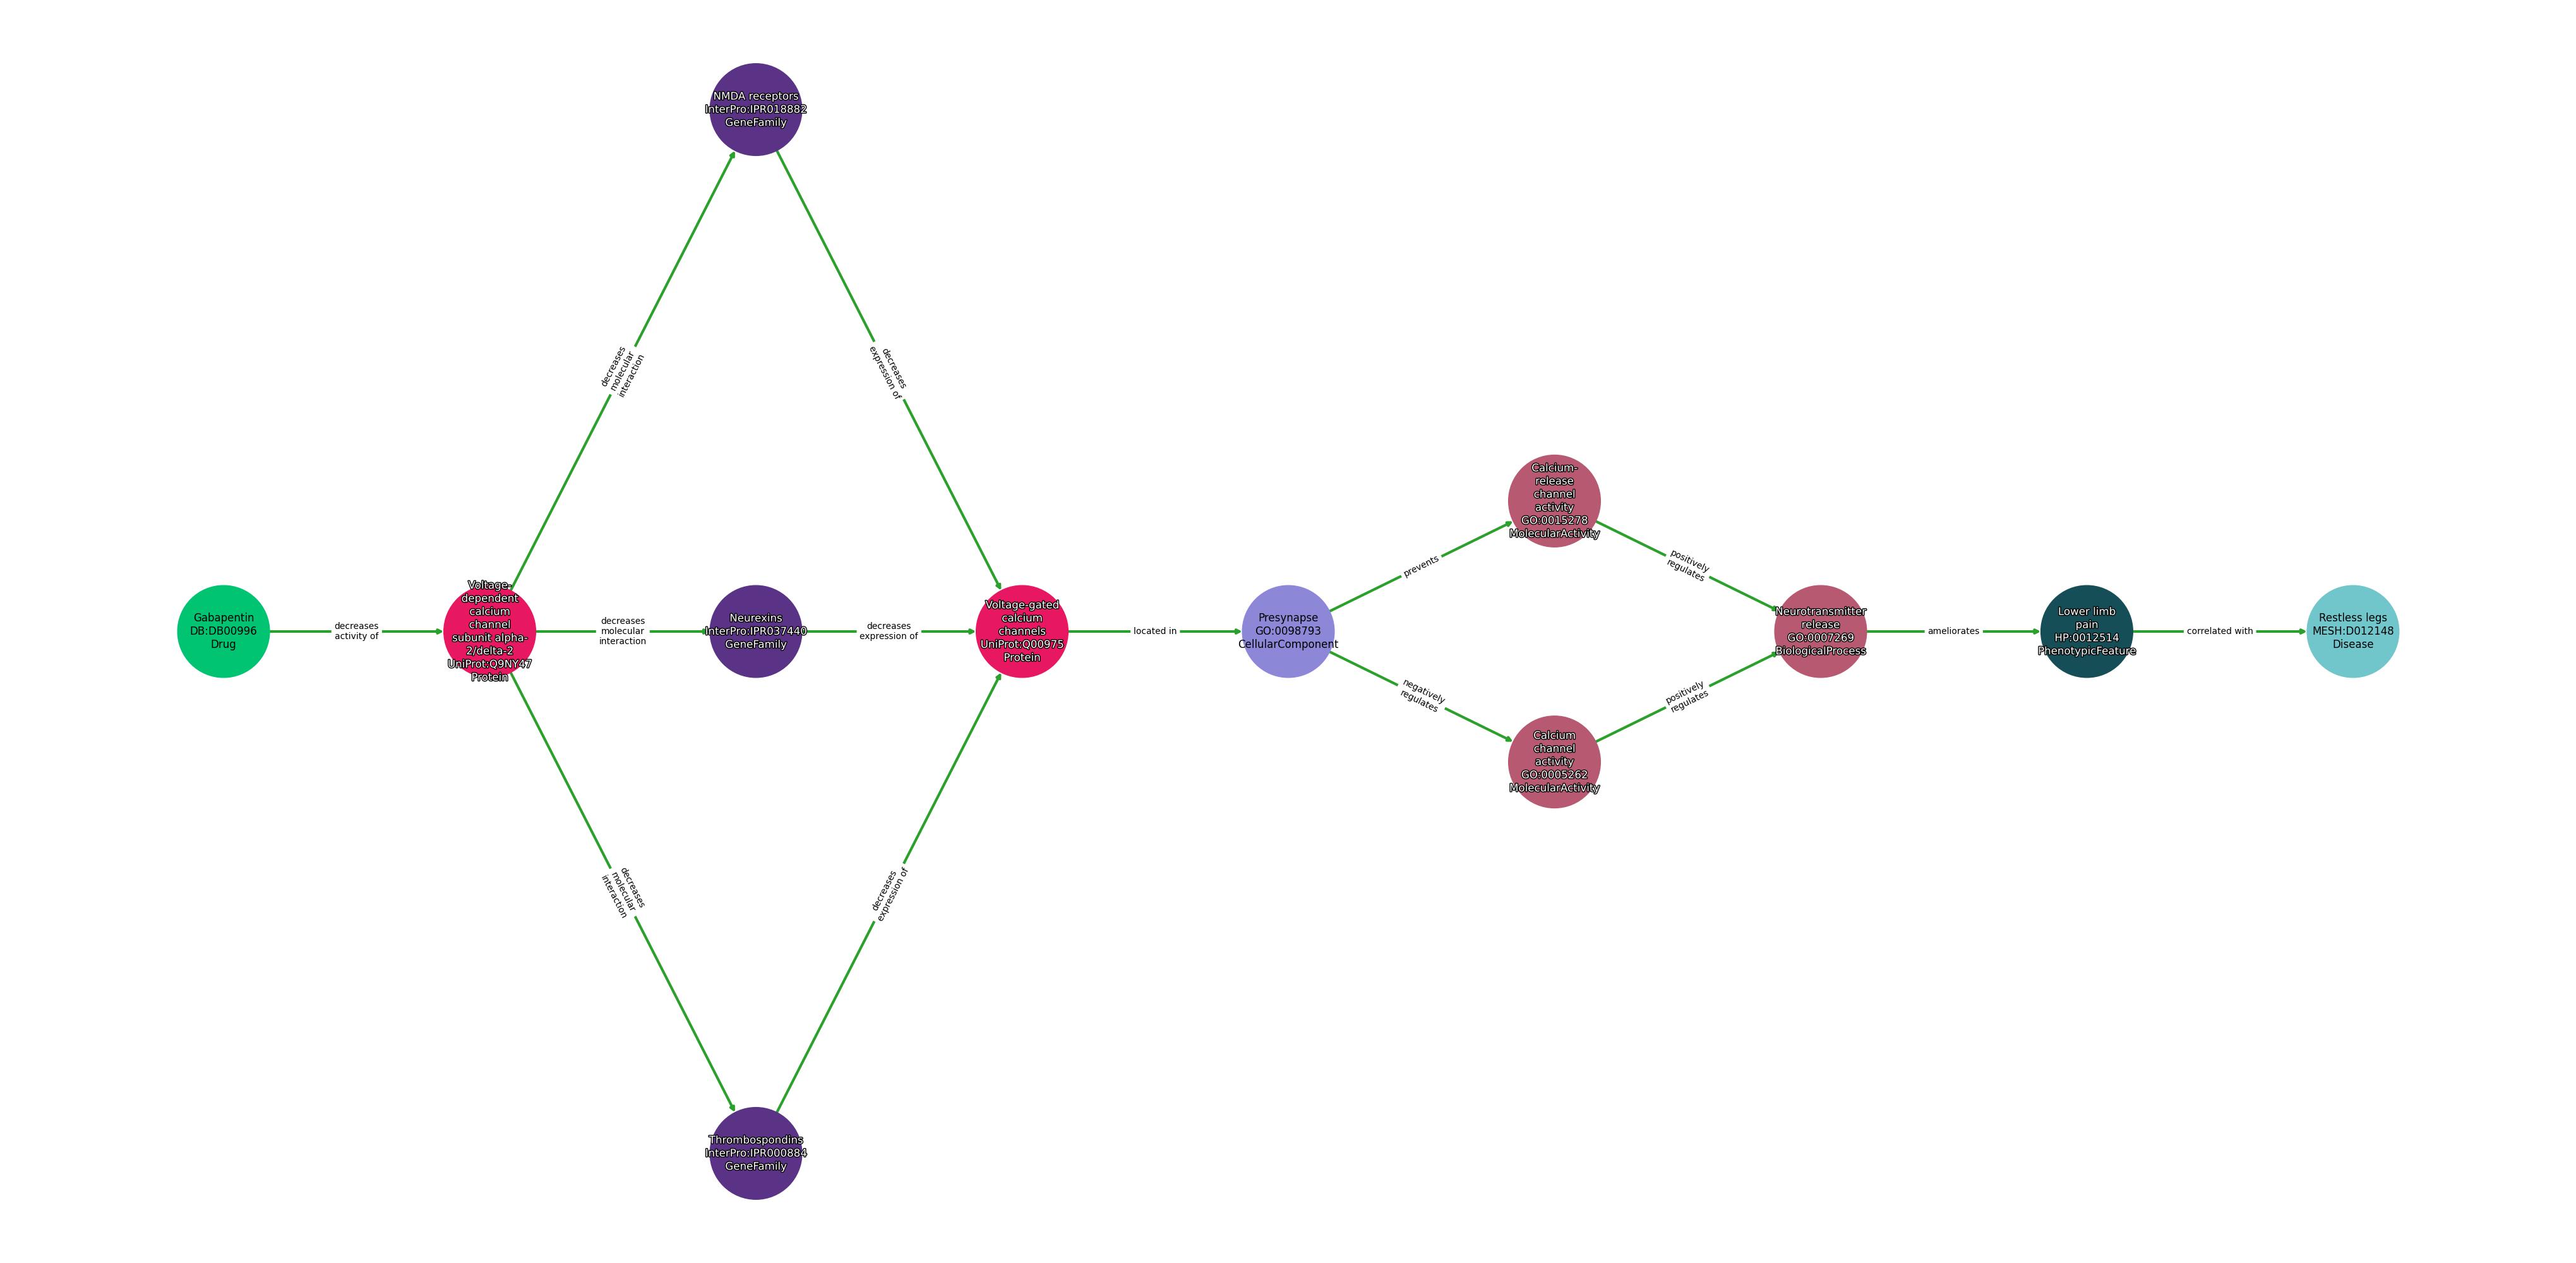 NMDA receptors
InterPro:IPR018882
GeneFamily
decreases
molecular
interaction
decreases
expression of
Gabapentin
DB:DB00996
Drug
decreases
activity of
Voltage-
dependent
calcium
channel
subunit alpha-
2/delta-2
UniProt:Q9NY47
Protein
decreases
molecular
interaction
Neurexins
InterPro:IPR037440
GeneFamily
decreases
expression of
Voltage-gated
calcium
channels
UniProt:Q00975
Protein
located in
Presynapse
GO:0098793
CellularComponent
prevents
Calcium-
release
channel
activity
GO:0015278
MolecularActivity
positively
regulates
negatively
regulates
Calcium
channel
activity
GO:0005262
MolecularActivity
positively
regulates
Neurotransmitter
release
GO:0007269
BiologicalProcess
ameliorates
Lower limb
pain
HP:0012514
PhenotypicFeature
correlated with
Restless legs
MESH:D012148
Disease
decreases
molecular
interaction
decreases
expression of
Thrombospondins
InterPro:IPR000884
GeneFamily